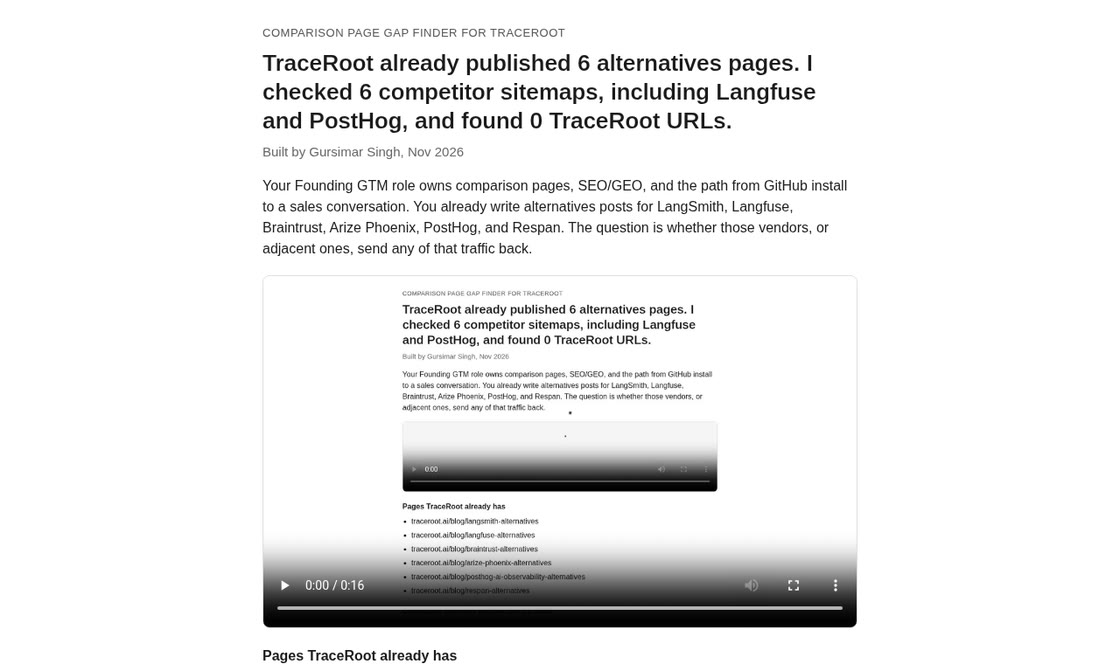 COMPARISON PAGE GAP FINDER FOR TRACEROOT
TraceRoot already published 6 alternatives pages. I
checked 6 competitor sitemaps, including Langfuse
and PostHog, and found 0 TraceRoot URLs.
Built by Gursimar Singh, Nov 2026
Your Founding GTM role owns comparison pages, SEO/GEO, and the path from GitHub install
to a sales conversation. You already write alternatives posts for LangSmith, Langfuse,
Braintrust, Arize Phoenix, PostHog, and Respan. The question is whether those vendors, or
adjacent ones, send any of that traffic back.
COMPARISON PAGE GAP FINDER FOR TRACEROOT
TraceRoot already published 6 alternatives pages. I
checked 6 competitor sitemaps, including Langfuse
and PostHog, and found 0 TraceRoot URLs.
Built by Gursimar Singh, Nov 2026
Your Founding GTM role owns comparison pages, SEO/GEO, and the path from GitHub install
to a sales conversation. You already write alternatives posts for LangSmith, Langfuse,
Braintrust, Arize Phoenix, PostHog, and Respan. The question is whether those vendors, or
adjacent ones, send any of that traffic back.
0:00
Pages TraceRoot already has
• traceroot.ai/blog/langsmith-alternatives
• traceroot.ai/blog/langfuse-alternatives
• traceroot.ai/blog/braintrust-alternatives
• traceroot.ai/blog/arize-phoenix-alternatives
• traceroot.ai/blog/posthog-ai-observability-alternatives
• traceroot.ai/blog/respan-alternatives
0:00 / 0:16
Pages TraceRoot already has